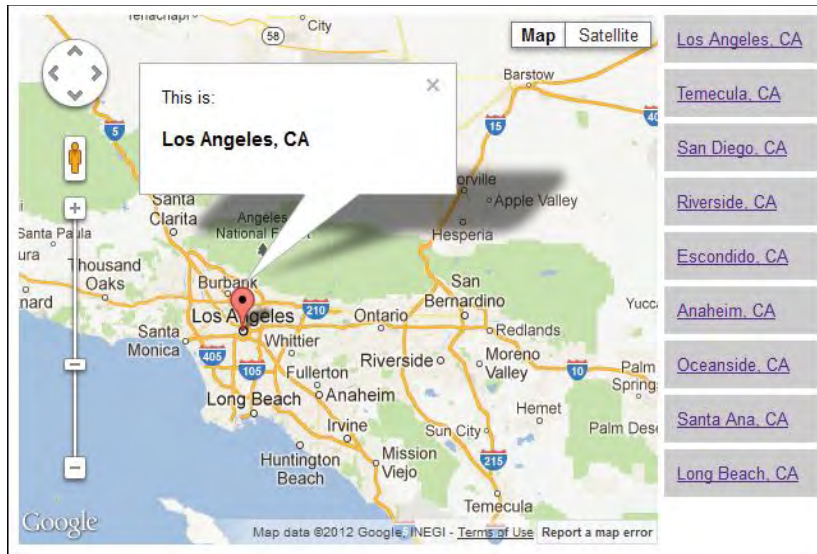 City
58
Map
Satellite
Barstow
This is:
Los Angeles, CA
5
15
40
Santa
Clarita
Angeles
National
Apple Valley
Hesperia
Santa Paula
Thousand
Oaks
Burbank
San
Bernardino
Los Angeles
210
Ontario
Santa
Monica
Whittier
Redlands
405
105
Riverside
Moreno
Valley
10
Palm
Springs
Fullerton
Anaheim
Long Beach
Hemet
Irvine
Sun City
Palm Dese
Huntington
Beach
Mission
Viejo
215
Temecula
Google
Map data ©2012 Google, INEGI - Terms of Use
Report a map error
Los Angeles, CA
Temecula, CA
San Diego, CA
Riverside, CA
Escondido, CA
Anaheim, CA
Oceanside, CA
Santa Ana, CA
Long Beach, CA